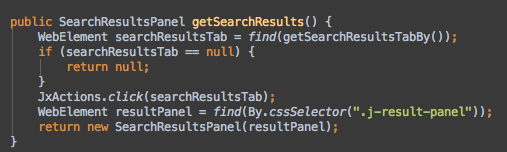 public SearchResultsPanel getSearchResults() {
    WebElement searchResultsTab = find(getSearchResultsTabBy());
    if (searchResultsTab == null) {
        return null;
    }
    JxActions.click(searchResultsTab);
    WebElement resultPanel = find(By.cssSelector(".j-result-panel"));
    return new SearchResultsPanel(resultPanel);
}